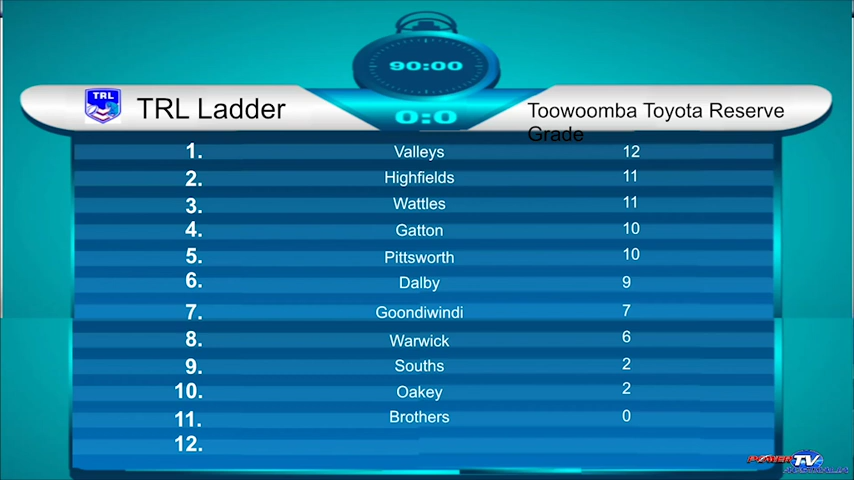 90:00
TRL
TRL Ladder
0:0
Toowoomba Toyota Reserve
Grade
1. Valleys 12
2. Highfields 11
3. Wattles 11
4. Gatton 10
5. Pittsworth 10
6. Dalby 9
7. Goondiwindi 7
8. Warwick 6
9. Souths 2
10. Oakey 2
11. Brothers 0
12.
POWER TV